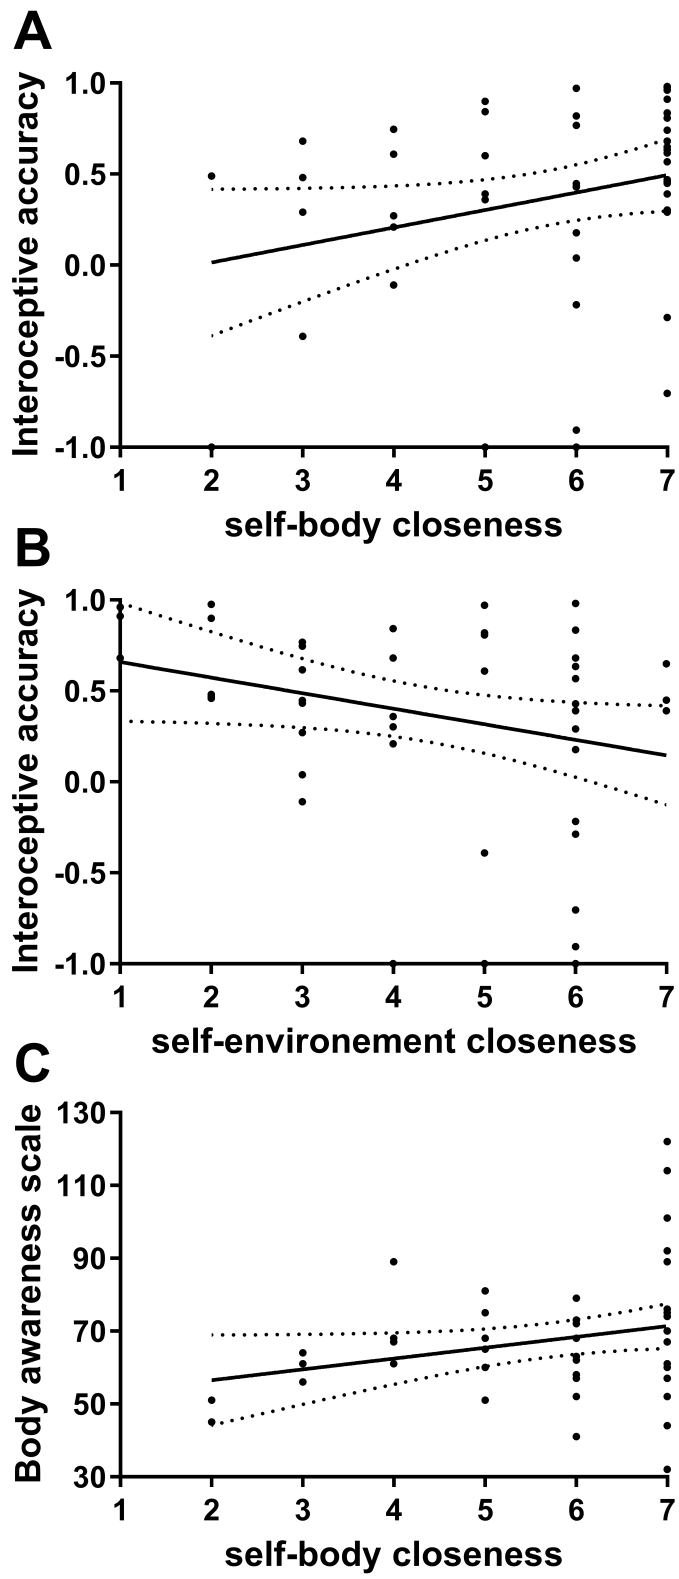 A
Interoceptive accuracy
1.0
0.5
0.0
-0.5
-1.0
1 2 3 4 5 6 7
self-body closeness
B
Interoceptive accuracy
1.0
0.5
0.0
-0.5
-1.0
1 2 3 4 5 6 7
self-environement closeness
C
Body awareness scale
130
110
90
70
50
30
1 2 3 4 5 6 7
self-body closeness